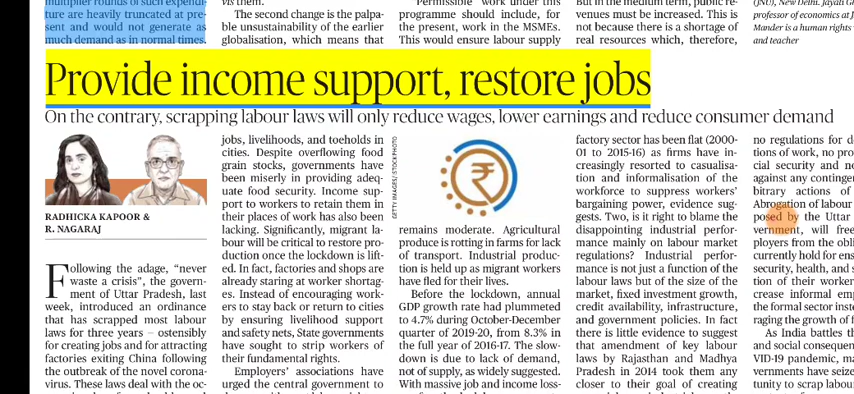 multiplier rounds of such expendi-
ture are heavily truncated at pre-
sent and would not generate as
much demand as in normal times.
vis them.
The second change is the palpa-
ble unsustainability of the earlier
globalisation, which means that
"Permissible" work under this
programme should include, for
the present, work in the MSMEs.
This would ensure labour supply
But in the medium term, public re-
venues must be increased. This is
not because there is a shortage of
real resources which, therefore,
(JNU), New Delhi. Jayati Gh
professor of economics at J
Mander is a human rights
and teacher
Provide income support, restore jobs
On the contrary, scrapping labour laws will only reduce wages, lower earnings and reduce consumer demand
RADHICKA KAPOOR &
R. NAGARAJ
Following the adage, "never
waste a crisis", the govern-
ment of Uttar Pradesh, last
week, introduced an ordinance
that has scrapped most labour
laws for three years – ostensibly
for creating jobs and for attracting
factories exiting China following
the outbreak of the novel corona-
virus. These laws deal with the oc-
jobs, livelihoods, and toeholds in
cities. Despite overflowing food
grain stocks, governments have
been miserly in providing adeq-
uate food security. Income sup-
port to workers to retain them in
their places of work has also been
lacking. Significantly, migrant la-
bour will be critical to restore pro-
duction once the lockdown is lift-
ed. In fact, factories and shops are
already staring at worker shortag-
es. Instead of encouraging work-
ers to stay back or return to cities
by ensuring livelihood support
and safety nets, State governments
have sought to strip workers of
their fundamental rights.
Employers' associations have
urged the central government to
GETTY IMAGES/ISTOCKPHOTO
remains moderate. Agricultural
produce is rotting in farms for lack
of transport. Industrial produc-
tion is held up as migrant workers
have fled for their lives.
Before the lockdown, annual
GDP growth rate had plummeted
to 4.7% during October-December
quarter of 2019-20, from 8.3% in
the full year of 2016-17. The slow-
down is due to lack of demand,
not of supply, as widely suggested.
With massive job and income loss-
factory sector has been flat (2000-
01 to 2015-16) as firms have in-
creasingly resorted to casualisa-
tion and informalisation of the
workforce to suppress workers'
bargaining power, evidence sug-
gests. Two, is it right to blame the
disappointing industrial perfor-
mance mainly on labour market
regulations? Industrial perfor-
mance is not just a function of the
labour laws but of the size of the
market, fixed investment growth,
credit availability, infrastructure,
and government policies. In fact
there is little evidence to suggest
that amendment of key labour
laws by Rajasthan and Madhya
Pradesh in 2014 took them any
closer to their goal of creating
no regulations for d
tions of work, no pro
cial security and no
against any continge
bitrary actions of
Abrogation of labour
posed by the Uttar
vernment, will free
ployers from the obli
currently hold for ens
security, health, and s
tion of their worker
crease informal em
the formal sector inste
raging the growth of f
As India battles th
and social consequen
VID-19 pandemic, ma
vernments have seize
tunity to scrap labou